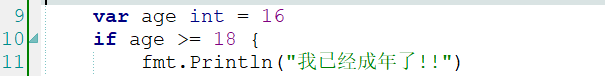 9 var age int = 16
10 if age >= 18 {
11 fmt.Println("我已经成年了!!")